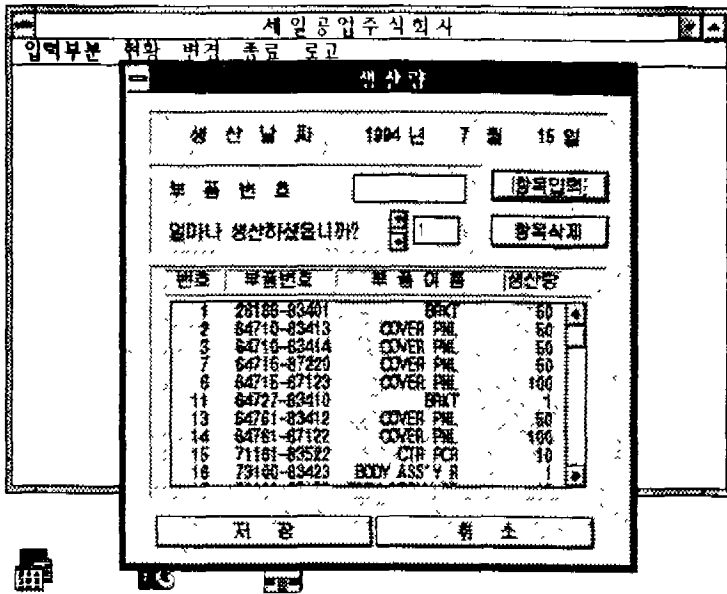 세일공업주식회사
입력부분 현황 변경 종료 로고
생산량
생 산 날 짜 1994 년 7 월 15 일
부 품 번 호 항목입력
얼마나 생산하셨읍니까? 1 항목삭제
번호 부품번호 부 품 이 름 생산량
1 28186-83401 BRKT 50
2 64710-83413 COVER PNL 50
3 64710-83414 COVER PNL 50
7 64716-87220 COVER PNL 50
8 64715-67123 COVER PNL 100
11 64727-83410 BRKT 1
13 64761-83412 COVER PNL 50
14 64761-67122 COVER PNL 100
15 71161-83522 CTR PCR 10
16 73100-83423 BODY ASS'Y R 1
저 장 취 소